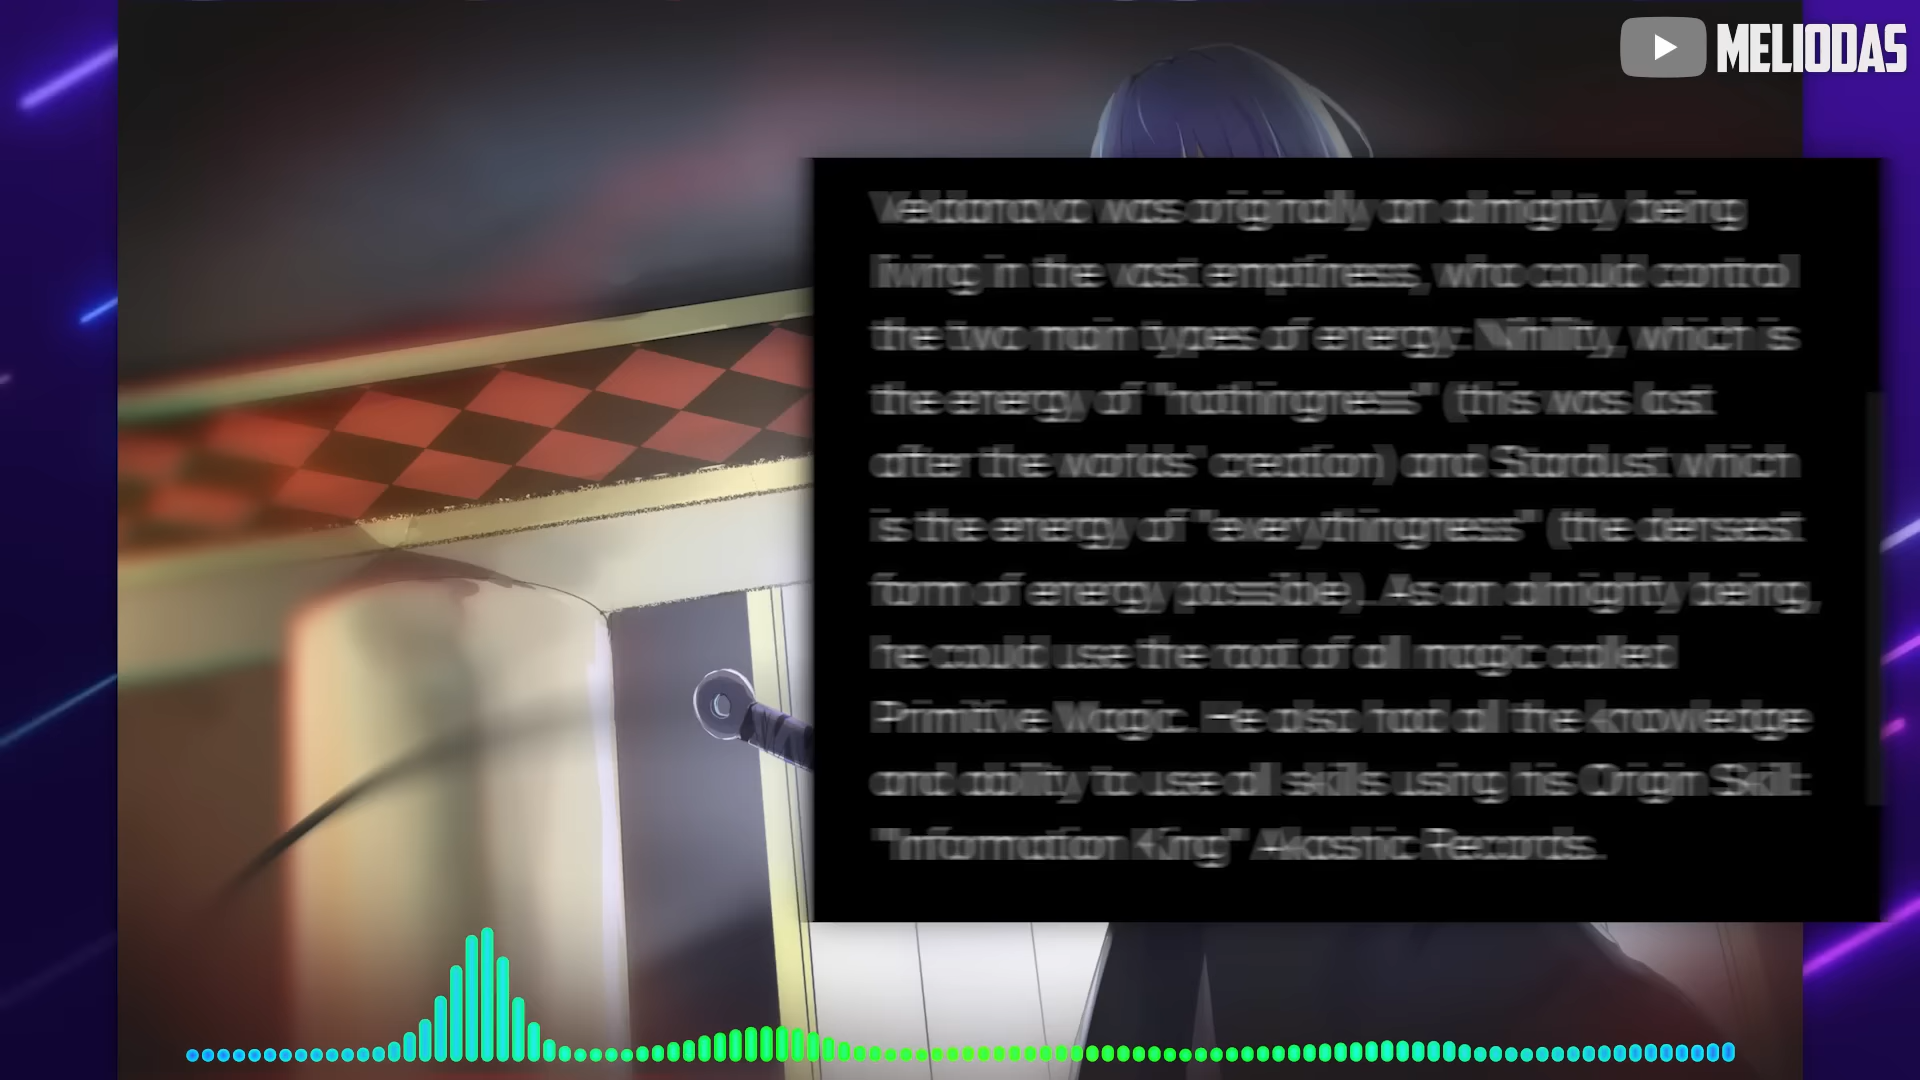 MELIODAS
Veldanava was originally an almighty being
living in the vast emptiness, who could control
the two main types of energy: Nihility, which is
the energy of "nothingness" (this was lost
after the worlds' creation) and Stardust which
is the energy of "everythingness" (the densest
form of energy possible). As an almighty being,
he could use the root of all magic called
Primitive Magic. He also had all the knowledge
and ability to use all skills using his Origin Skill:
"Information King" Akashic Records.